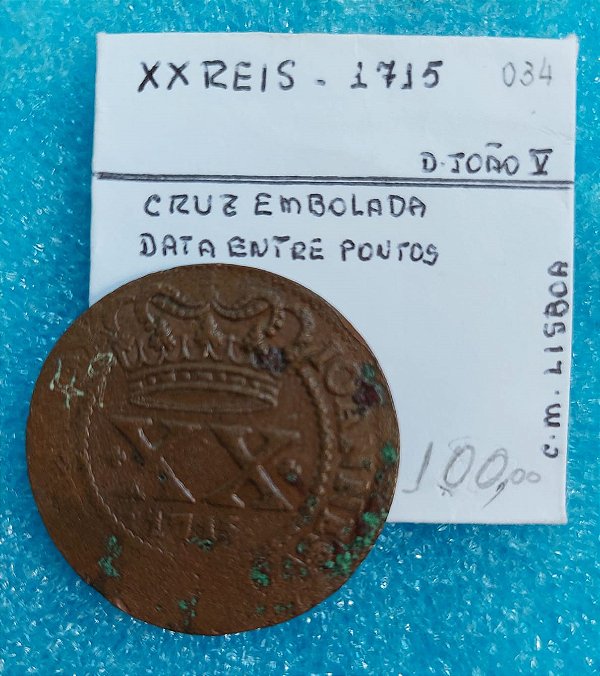 XX REIS - 1715 034
D. JOÃO V
CRUZ EMBOLADA
DATA ENTRE PONTOS
C.M. LISBOA
100,00
XX
1715